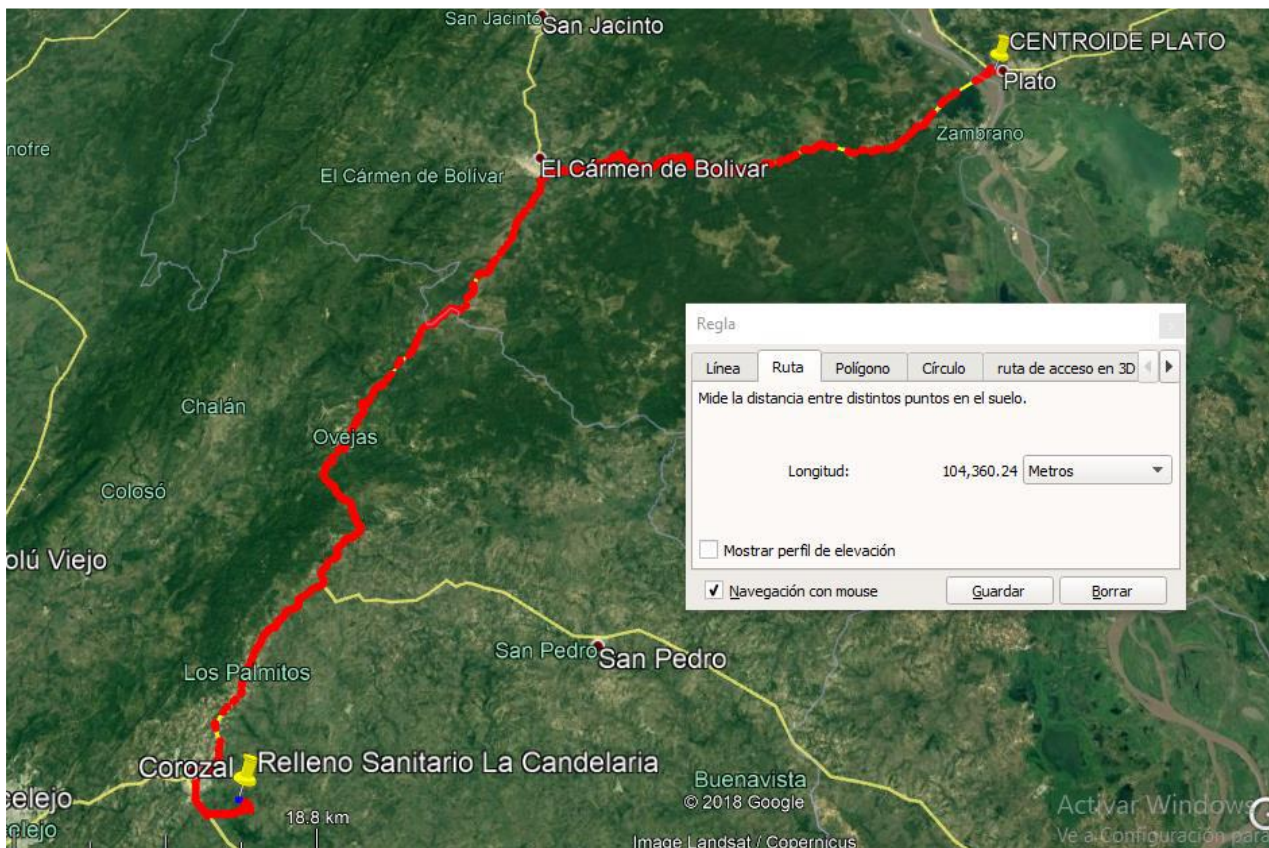 San Jacinto
San Jacinto
CENTROIDE PLATO
Plato
nofre
Zambrano
El Cármen de Bolívar
El Cármen de Bolivar
Regla
Línea Ruta Polígono Círculo ruta de acceso en 3D
Mide la distancia entre distintos puntos en el suelo.
Chalán
Ovejas
Longitud: 104,360.24 Metros
Colosó
olú Viejo
Mostrar perfil de elevación
Navegación con mouse Guardar Borrar
San Pedro
San Pedro
Los Palmitos
Corozal
Relleno Sanitario La Candelaria
Buenavista
celejo
elejo
18.8 km
© 2018 Google
Activar Windows
Ve a Configuración para
Image Landsat / Copernicus